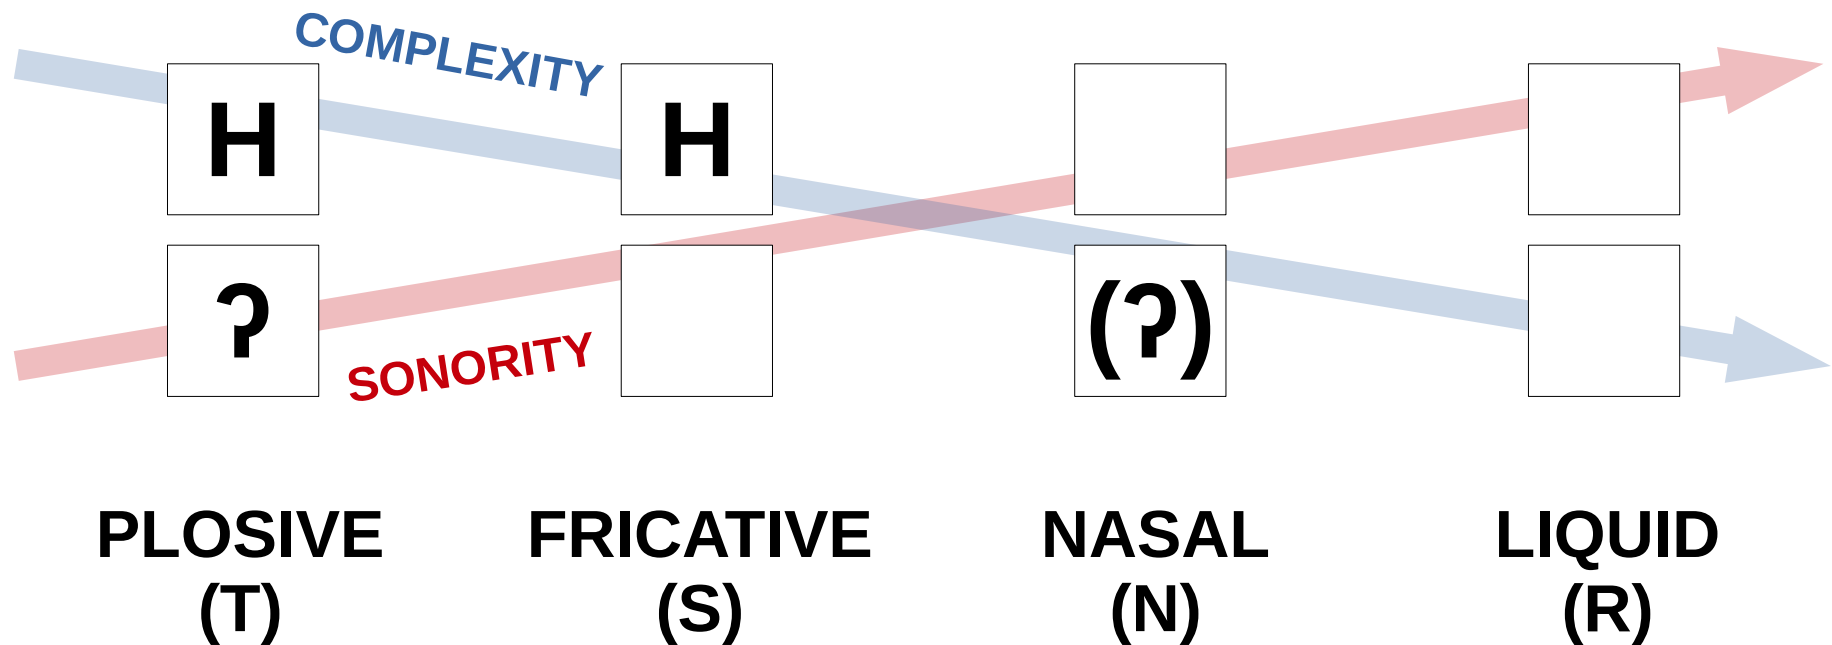 COMPLEXITY
H H
ʔ (ʔ)
SONORITY
PLOSIVE FRICATIVE NASAL LIQUID
(T) (S) (N) (R)